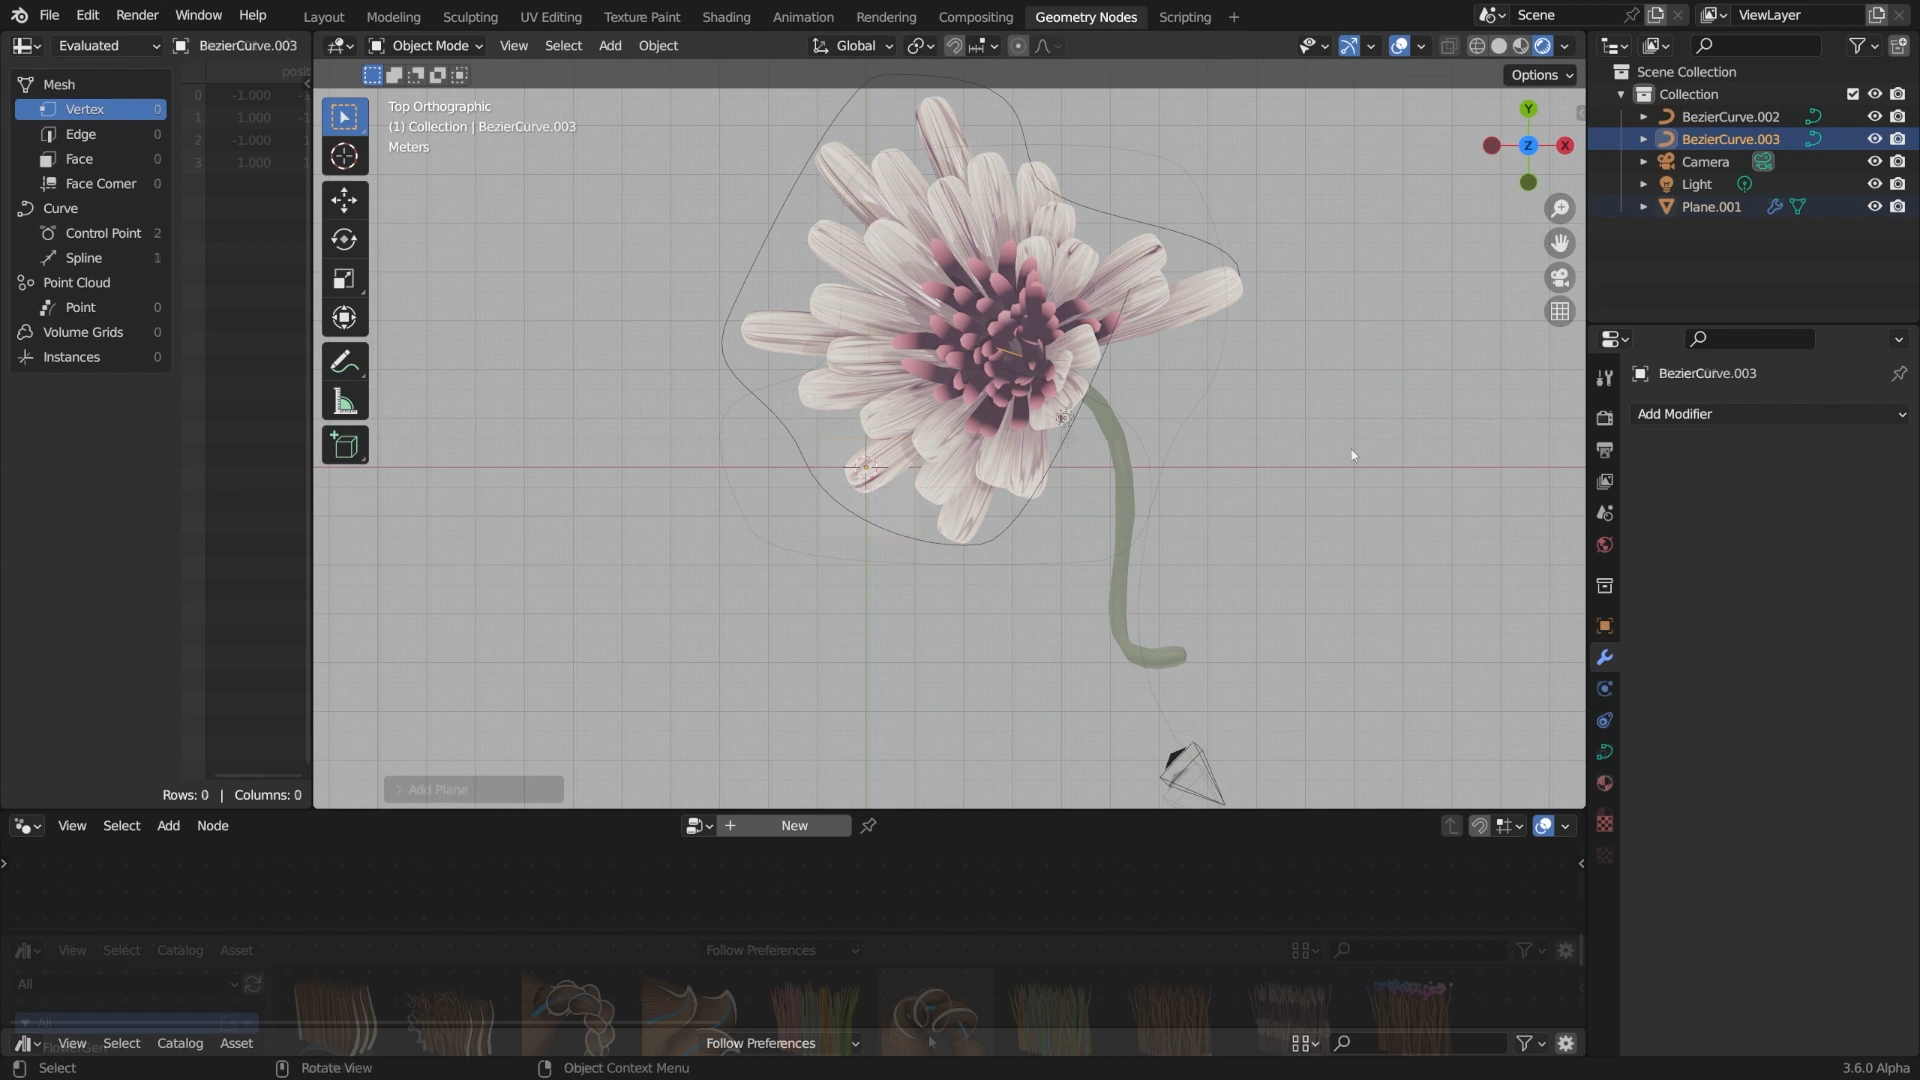 File Edit Render Window Help
Layout Modeling Sculpting UV Editing Texture Paint Shading Animation Rendering Compositing Geometry Nodes Scripting +
Scene
ViewLayer
Evaluated
BezierCurve.003
Object Mode View Select Add Object
Global
Options
Mesh
Vertex 0
Edge 0
Face 0
Face Corner 0
Curve
Control Point 2
Spline 1
Point Cloud
Point 0
Volume Grids 0
Instances 0
0 -1.000
1 1.000
2 -1.000
3 1.000
Rows: 0 | Columns: 0
Top Orthographic
(1) Collection | BezierCurve.003
Meters
Y
X
Z
> Add Plane
Scene Collection
Collection
BezierCurve.002
BezierCurve.003
Camera
Light
Plane.001
BezierCurve.003
Add Modifier
View Select Add Node
+ New
View Select Catalog Asset
Follow Preferences
All
All
View Select Catalog Asset
Follow Preferences
Select
Rotate View
Object Context Menu
3.6.0 Alpha